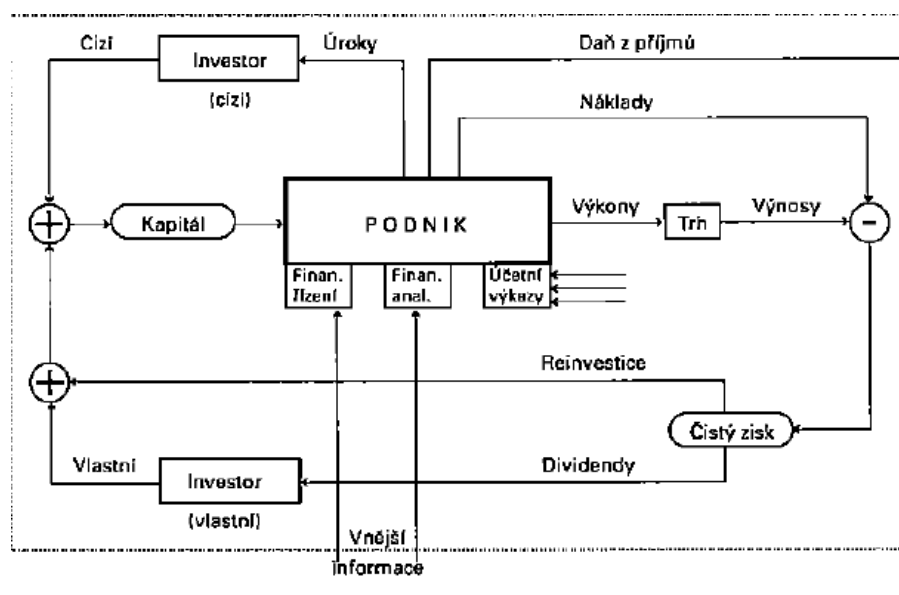 Cizí
Investor
(cizí)
Úroky
Daň z příjmů
Náklady
Kapitál
PODNIK
Výkony
Trh
Výnosy
-
Finan.
řízení
Finan.
anal.
Účetní
výkazy
Reinvestice
Čistý zisk
Vlastní
Investor
(vlastní)
Dividendy
Vnější
informace